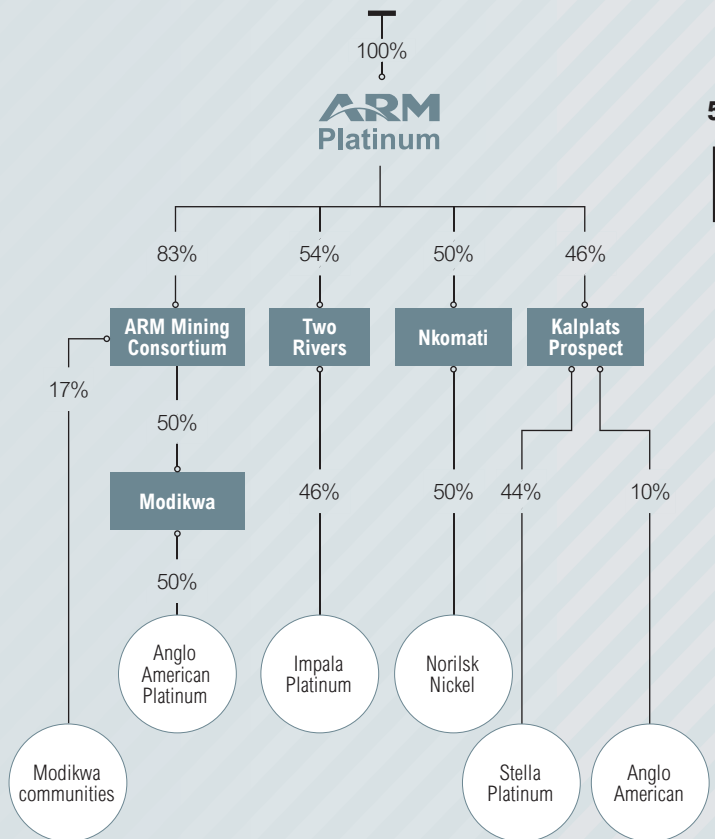 100%
ARM
Platinum
5
83%
54%
50%
46%
ARM Mining
Consortium
Two
Rivers
Nkomati
Kalplats
Prospect
17%
50%
Modikwa
46%
50%
44%
10%
50%
Anglo
American
Platinum
Impala
Platinum
Norilsk
Nickel
Modikwa
communities
Stella
Platinum
Anglo
American